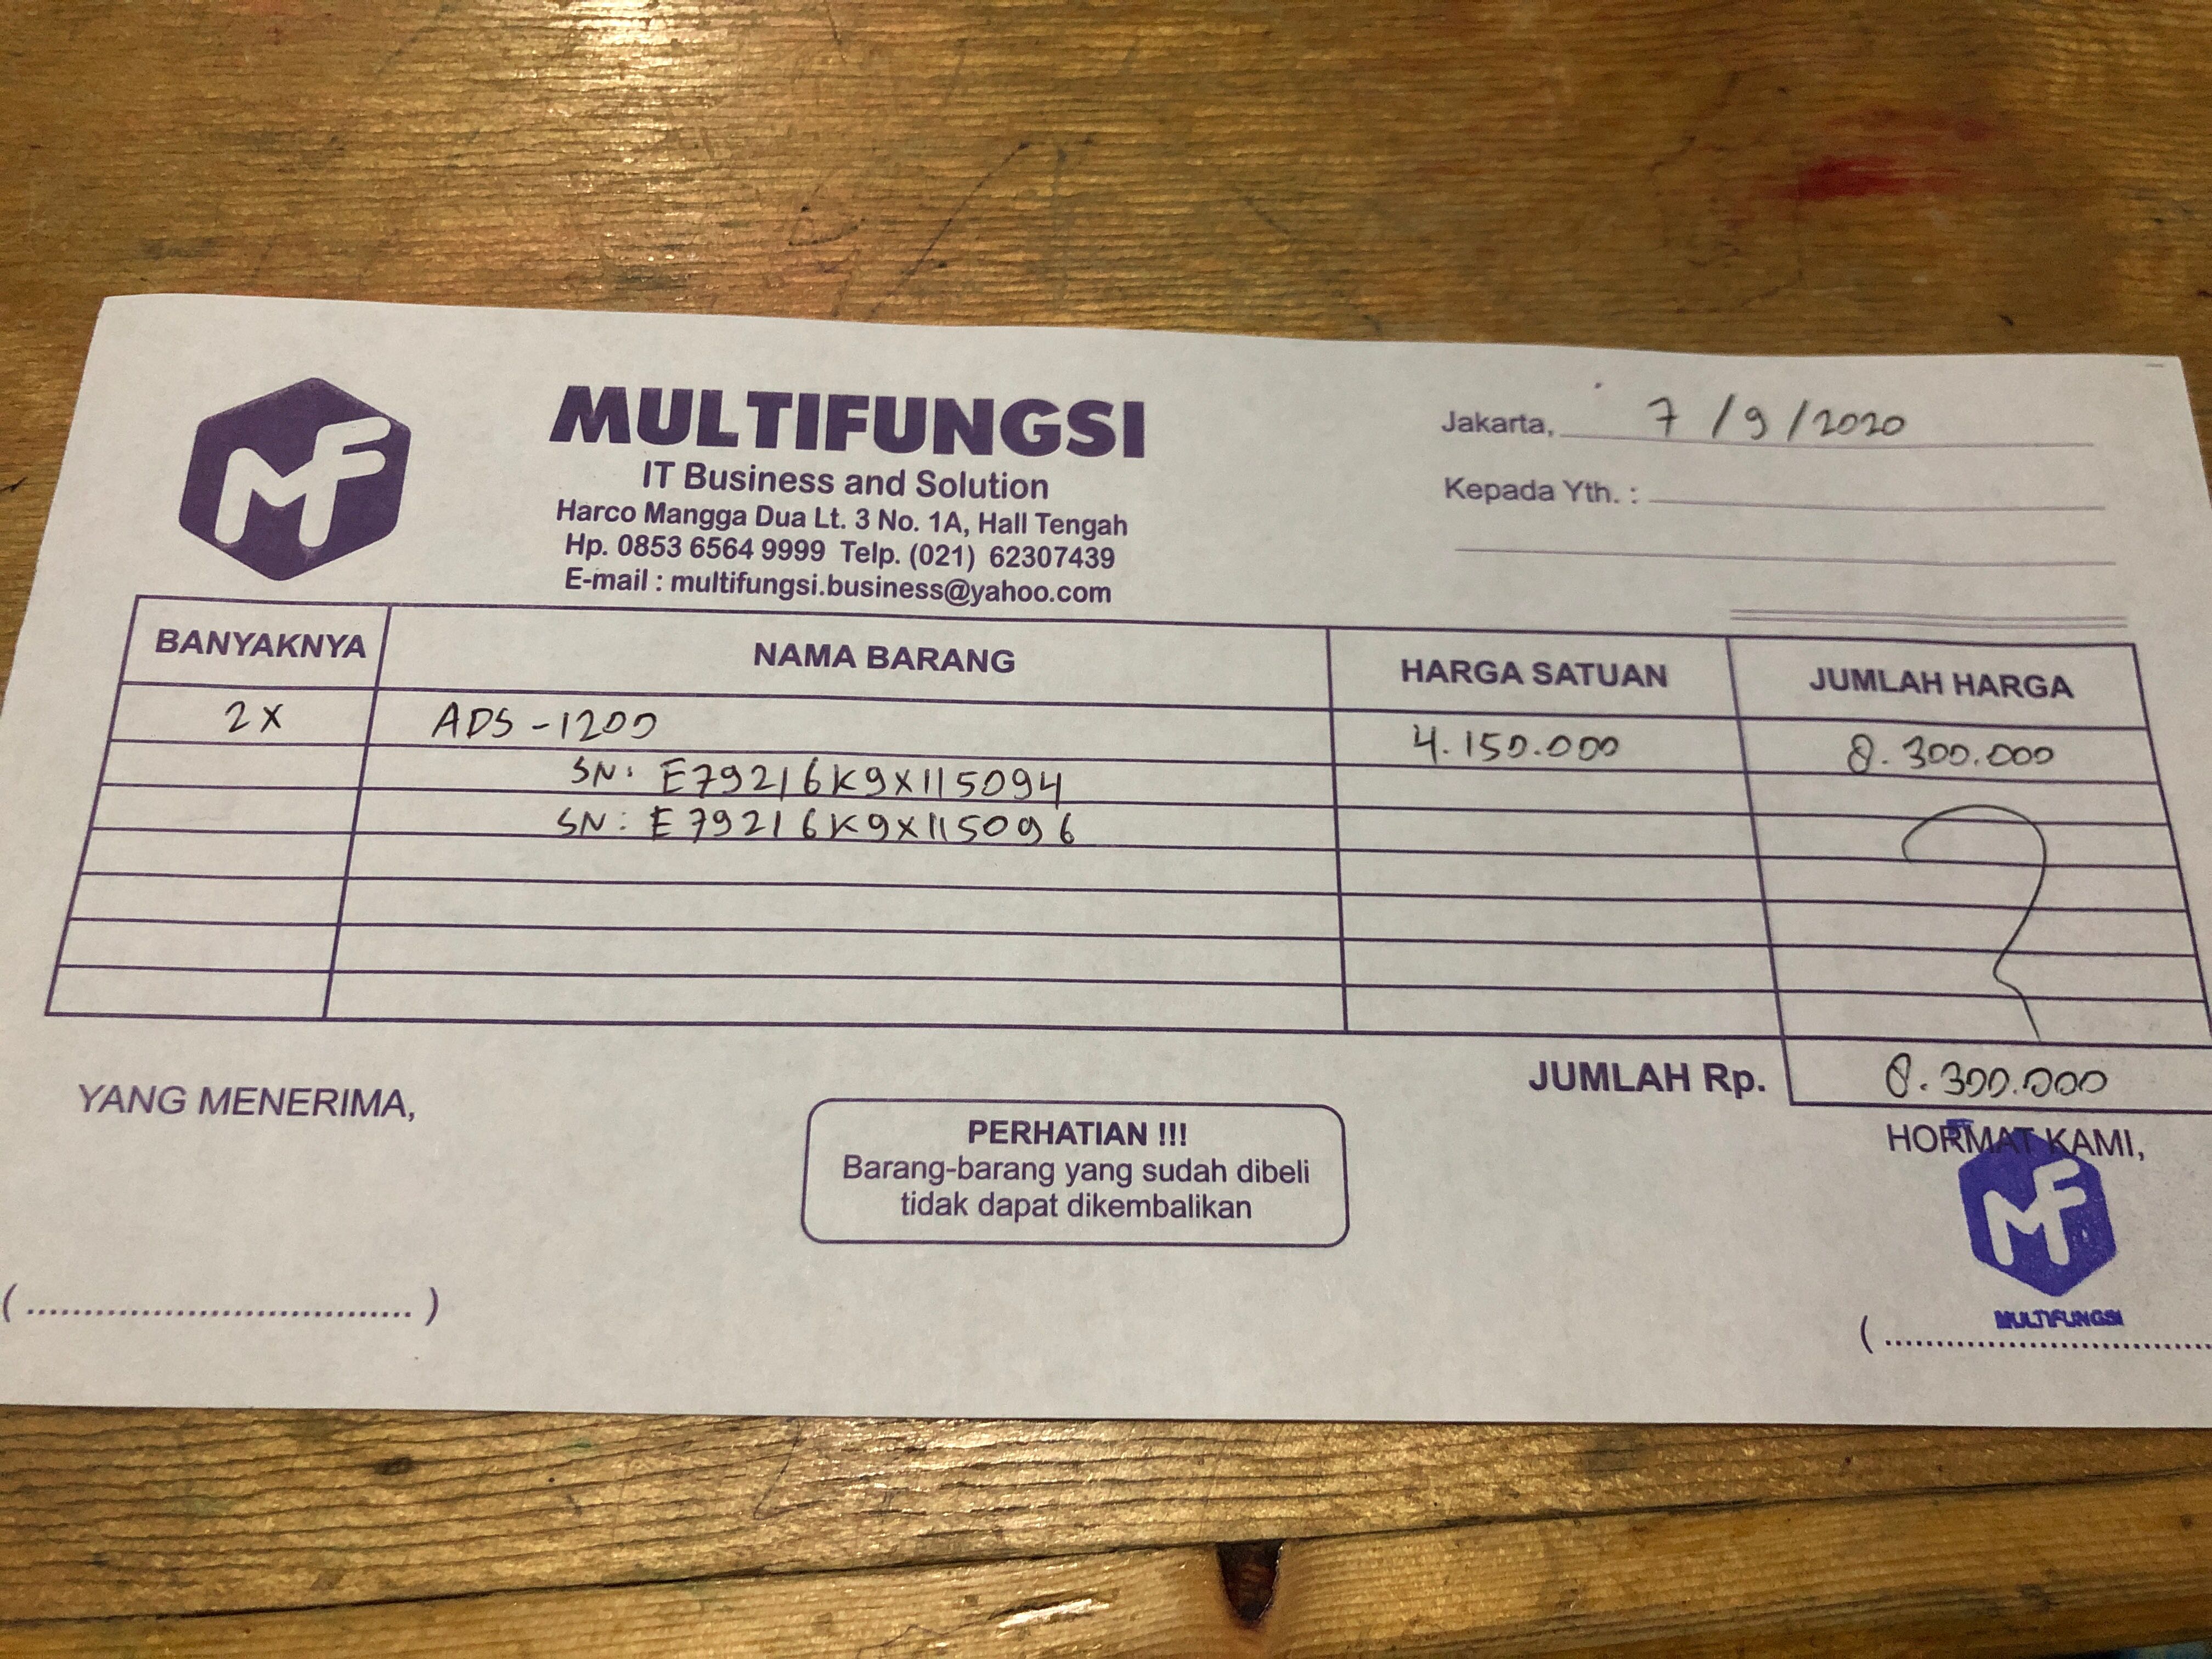 MF
MULTIFUNGSI
IT Business and Solution
Harco Mangga Dua Lt. 3 No. 1A, Hall Tengah
Hp. 0853 6564 9999 Telp. (021) 62307439
E-mail : multifungsi.business@yahoo.com
Jakarta, 7/9/2020
Kepada Yth. :
BANYAKNYA NAMA BARANG HARGA SATUAN JUMLAH HARGA
2X ADS-1200 4.150.000 8.300.000
SN: E79216K9X115094
SN: E79216K9X115096
JUMLAH Rp. 8.300.000
YANG MENERIMA,
PERHATIAN !!!
Barang-barang yang sudah dibeli
tidak dapat dikembalikan
HORMAT KAMI,
MF
MULTIFUNGSI
(.................................)
(.................................